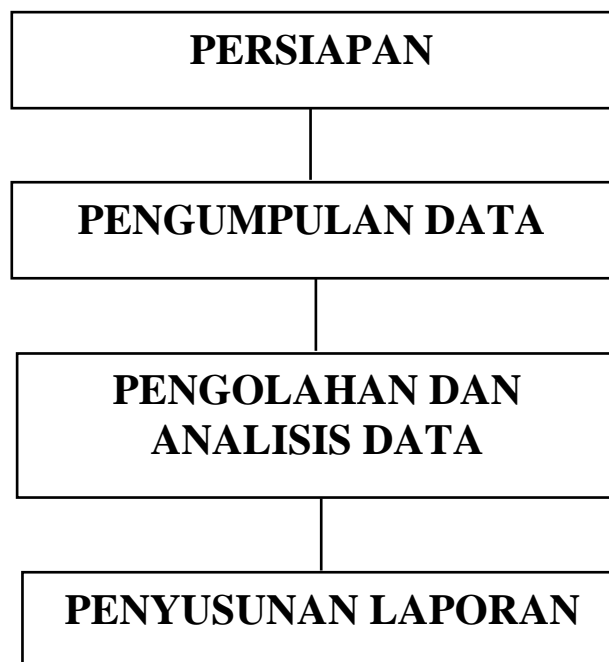 PERSIAPAN
PENGUMPULAN DATA
PENGOLAHAN DAN
ANALISIS DATA
PENYUSUNAN LAPORAN